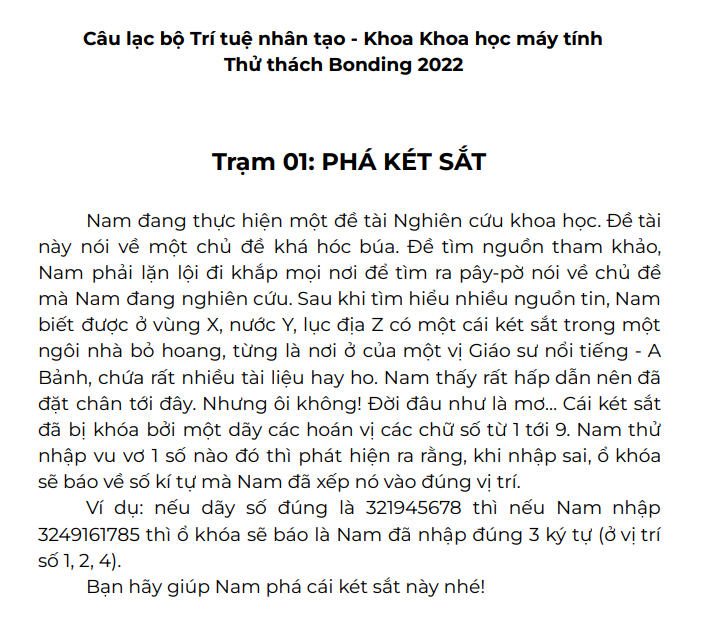 Câu lạc bộ Trí tuệ nhân tạo - Khoa Khoa học máy tính
Thử thách Bonding 2022
Trạm 01: PHÁ KÉT SẮT
Nam đang thực hiện một đề tài Nghiên cứu khoa học. Đề tài
này nói về một chủ đề khá hóc búa. Để tìm nguồn tham khảo,
Nam phải lặn lội đi khắp mọi nơi để tìm ra pây-pờ nói về chủ đề
mà Nam đang nghiên cứu. Sau khi tìm hiểu nhiều nguồn tin, Nam
biết được ở vùng X, nước Y, lục địa Z có một cái két sắt trong một
ngôi nhà bỏ hoang, từng là nơi ở của một vị Giáo sư nổi tiếng - A
Bảnh, chứa rất nhiều tài liệu hay ho. Nam thấy rất hấp dẫn nên đã
đặt chân tới đây. Nhưng ôi không! Đời đâu như là mơ... Cái két sắt
đã bị khóa bởi một dãy các hoán vị các chữ số từ 1 tới 9. Nam thử
nhập vu vơ 1 số nào đó thì phát hiện ra rằng, khi nhập sai, ổ khóa
sẽ báo về số kí tự mà Nam đã xếp nó vào đúng vị trí.
Ví dụ: nếu dãy số đúng là 321945678 thì nếu Nam nhập
3249161785 thì ổ khóa sẽ báo là Nam đã nhập đúng 3 ký tự (ở vị trí
số 1, 2, 4).
Bạn hãy giúp Nam phá cái két sắt này nhé!